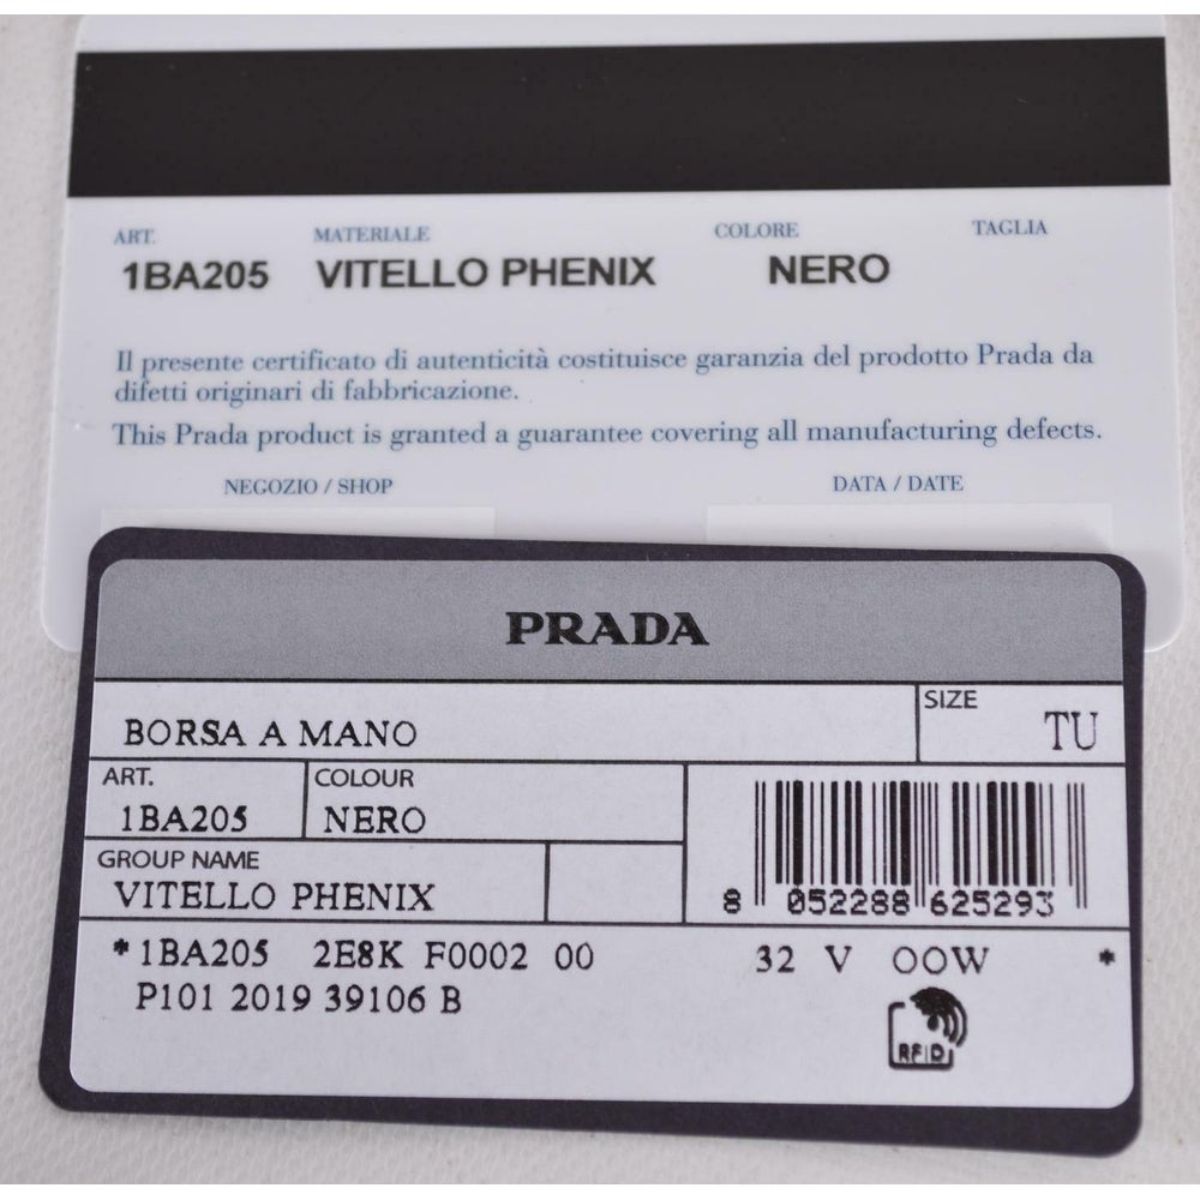 ART. MATERIALE COLORE TAGLIA
1BA205 VITELLO PHENIX NERO
Il presente certificato di autenticità costituisce garanzia del prodotto Prada da
difetti originari di fabbricazione.
This Prada product is granted a guarantee covering all manufacturing defects.
NEGOZIO / SHOP DATA / DATE
PRADA
BORSA A MANO SIZE TU
ART. COLOUR
1BA205 NERO
GROUP NAME
VITELLO PHENIX
8 052288 625293
*1BA205 2E8K F0002 00 32 V OOW *
P101 2019 39106 B
RFID